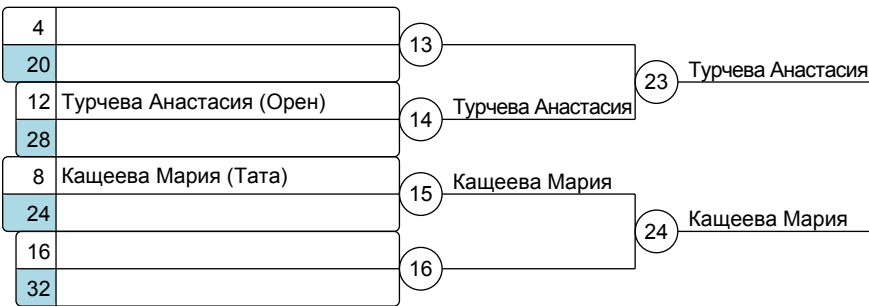 4
13
20
23 Турчева Анастасия
12 Турчева Анастасия (Орен)
14 Турчева Анастасия
28
8 Кащеева Мария (Тата)
15 Кащеева Мария
24
24 Кащеева Мария
16
16
32